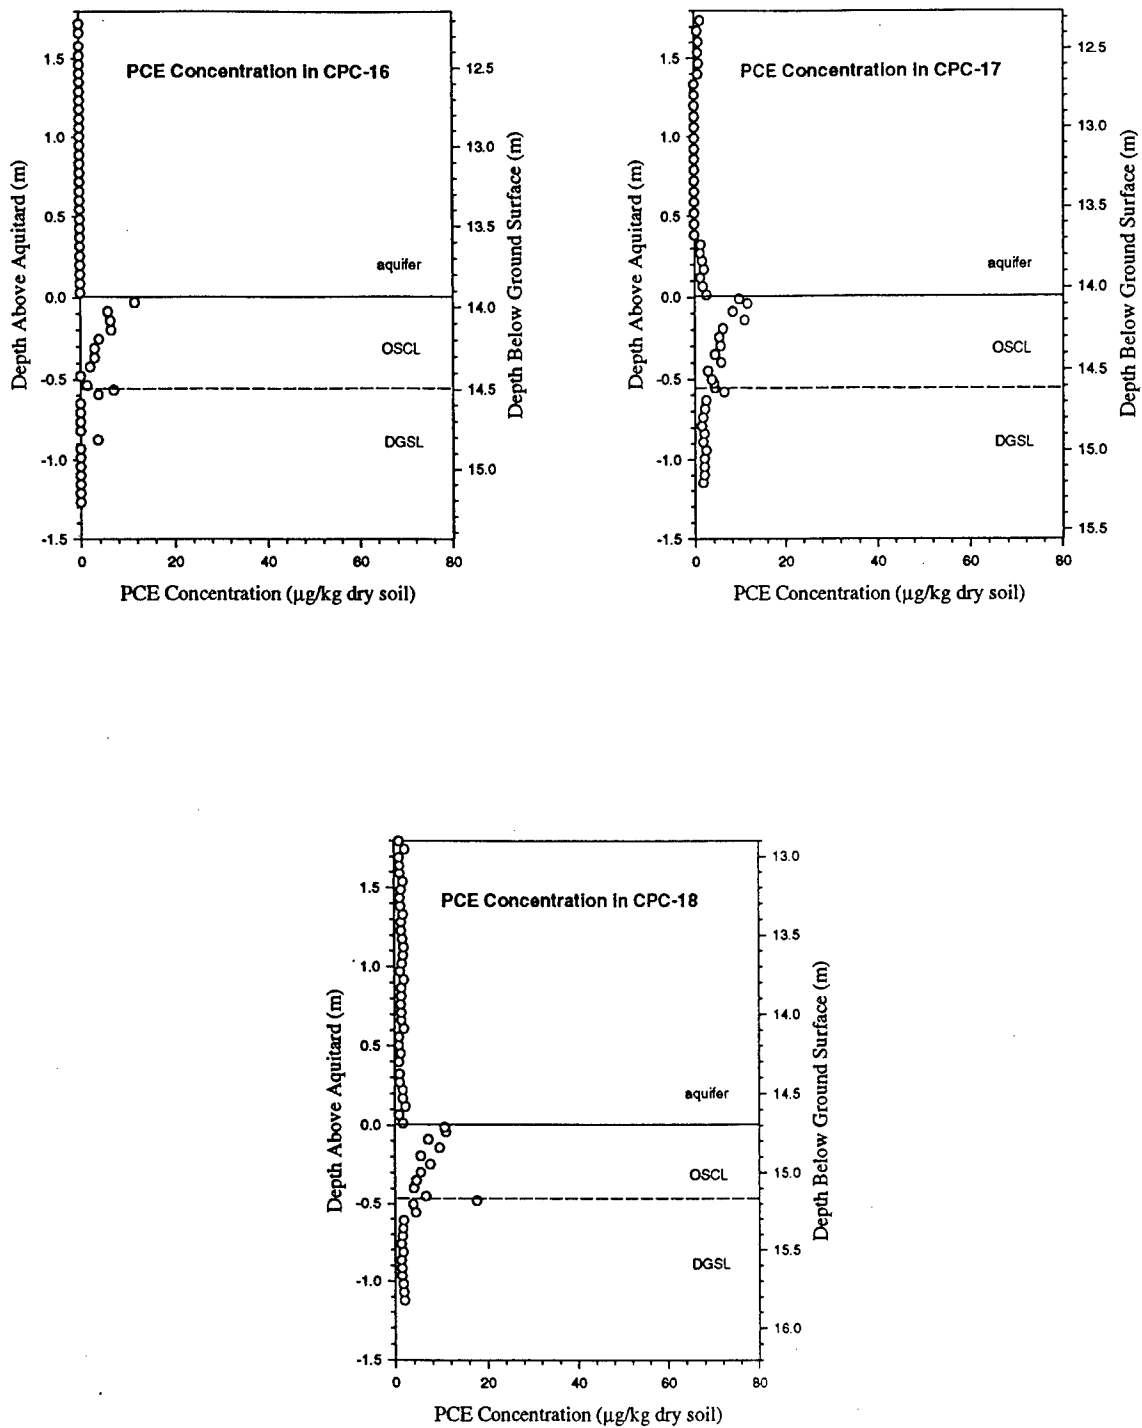 PCE Concentration in CPC-16
1.5
1.0
0.5
0.0
-0.5
-1.0
-1.5
Depth Above Aquitard (m)
12.5
13.0
13.5
14.0
14.5
15.0
Depth Below Ground Surface (m)
aquifer
OSCL
DGSL
0 20 40 60 80
PCE Concentration (µg/kg dry soil)
PCE Concentration in CPC-17
1.5
1.0
0.5
0.0
-0.5
-1.0
-1.5
Depth Above Aquitard (m)
12.5
13.0
13.5
14.0
14.5
15.0
15.5
Depth Below Ground Surface (m)
aquifer
OSCL
DGSL
0 20 40 60 80
PCE Concentration (µg/kg dry soil)
PCE Concentration in CPC-18
1.5
1.0
0.5
0.0
-0.5
-1.0
-1.5
Depth Above Aquitard (m)
13.0
13.5
14.0
14.5
15.0
15.5
16.0
Depth Below Ground Surface (m)
aquifer
OSCL
DGSL
0 20 40 60 80
PCE Concentration (µg/kg dry soil)